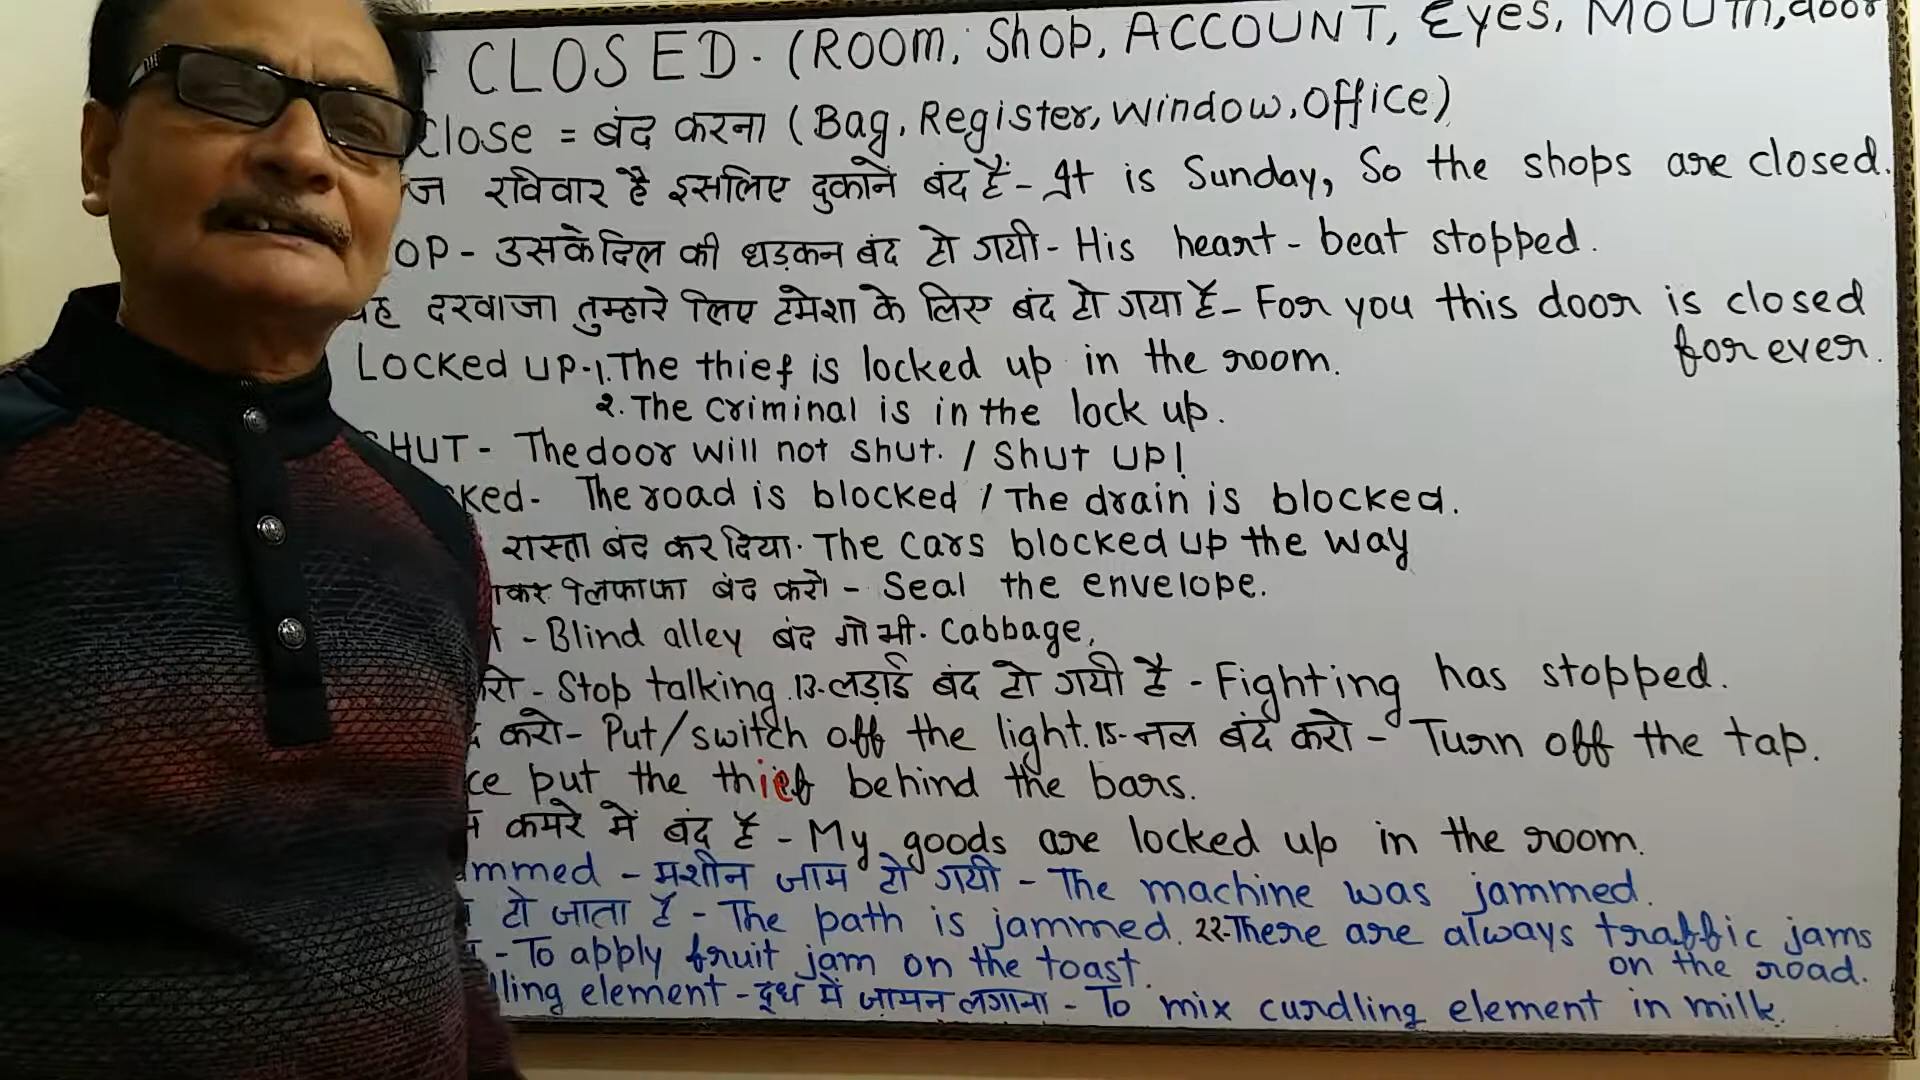 - CLOSED. (ROOM, Shop, ACCOUNT, Eyes, MOUTH, door
Close = बंद करना (Bag, Register, Window, Office)
ज रविवार है इसलिए दुकानें बंद हैं - It is Sunday, So the shops are closed.
OP - उसके दिल की धड़कन बंद हो गयी - His heart-beat stopped.
यह दरवाजा तुम्हारे लिए हमेशा के लिए बंद हो गया है - For you this door is closed forever.
Locked UP - 1. The thief is locked up in the room.
2. The criminal is in the lock up.
SHUT - The door will not shut. / Shut UP!
cked - The road is blocked / The drain is blocked.
रास्ता बंद कर दिया. The cars blocked up the way
कर लिफाफा बंद करो - Seal the envelope.
- Blind alley बंद गोभी. Cabbage,
रो - Stop talking. 13- लड़ाई बंद हो गयी है - Fighting has stopped.
करो - Put/switch off the light. 15- नल बंद करो - Turn off the tap.
ce put the thief behind the bars.
कमरे में बंद है - My goods are locked up in the room.
ammed - मशीन जाम हो गयी - The machine was jammed.
हो जाता है - The path is jammed. 22- There are always traffic jams on the road.
- To apply fruit jam on the toast.
dling element - दूध में जामन लगाना - To mix curdling element in milk.